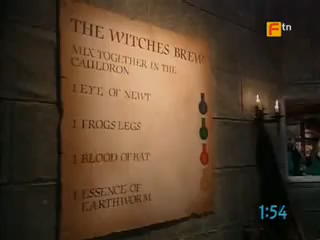 Ftn
THE WITCHES BREW
MIX TOGETHER IN THE
CAULDRON
1 EYE OF NEWT
1 FROGS LEGS
1 BLOOD OF BAT
1 ESSENCE OF
EARTHWORM
1:54